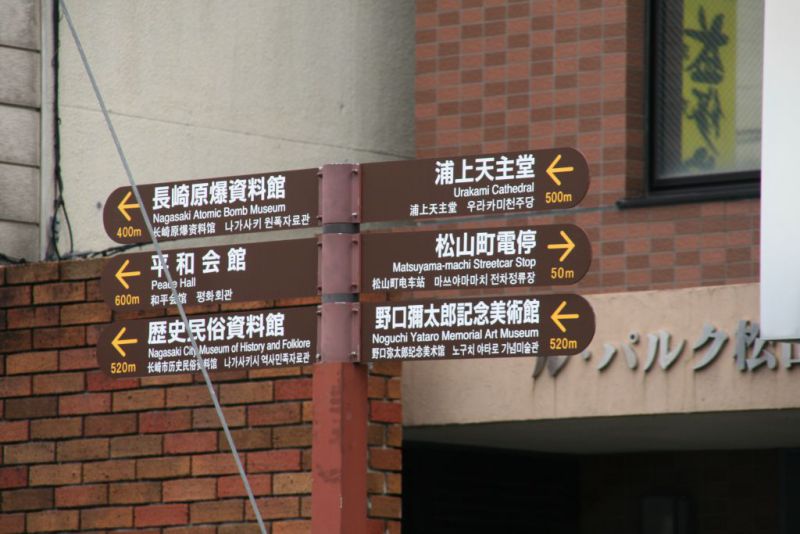 長崎原爆資料館
Nagasaki Atomic Bomb Museum
400m 长崎原爆资料馆 나가사키 원폭자료관
平和会館
Peace Hall
600m 和平会馆 평화회관
歴史民俗資料館
Nagasaki City Museum of History and Folklore
520m 长崎市历史民俗资料馆 나가사키시 역사민속자료관
浦上天主堂
Urakami Cathedral
浦上天主堂 우라카미천주당 500m
松山町電停
Matsuyama-machi Streetcar Stop
松山町电车站 마쓰야마마치 전차정류장 50m
野口彌太郎記念美術館
Noguchi Yataro Memorial Art Museum
野口彌太郎纪念美术馆 노구치 야타로 기념미술관 520m
ル・パルク松山